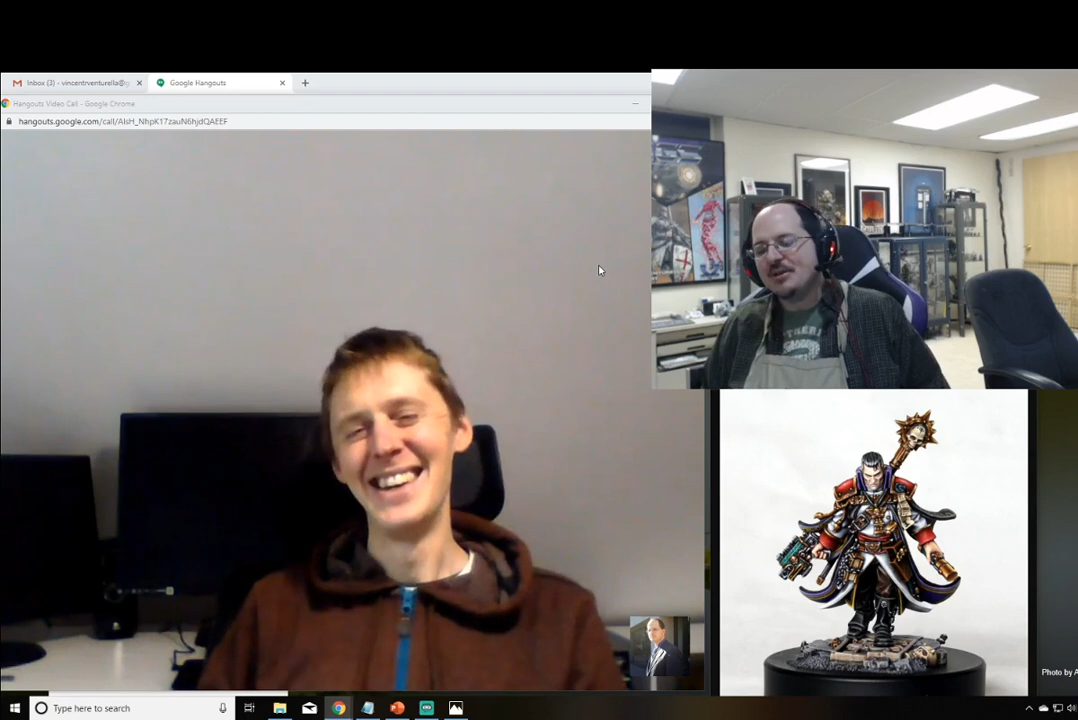 Inbox (3) - vincentrventurella@g
Google Hangouts
Hangouts Video Call - Google Chrome
hangouts.google.com/call/AIsH_NhpK17zauN6hjdQAEEF
Photo by A
Type here to search